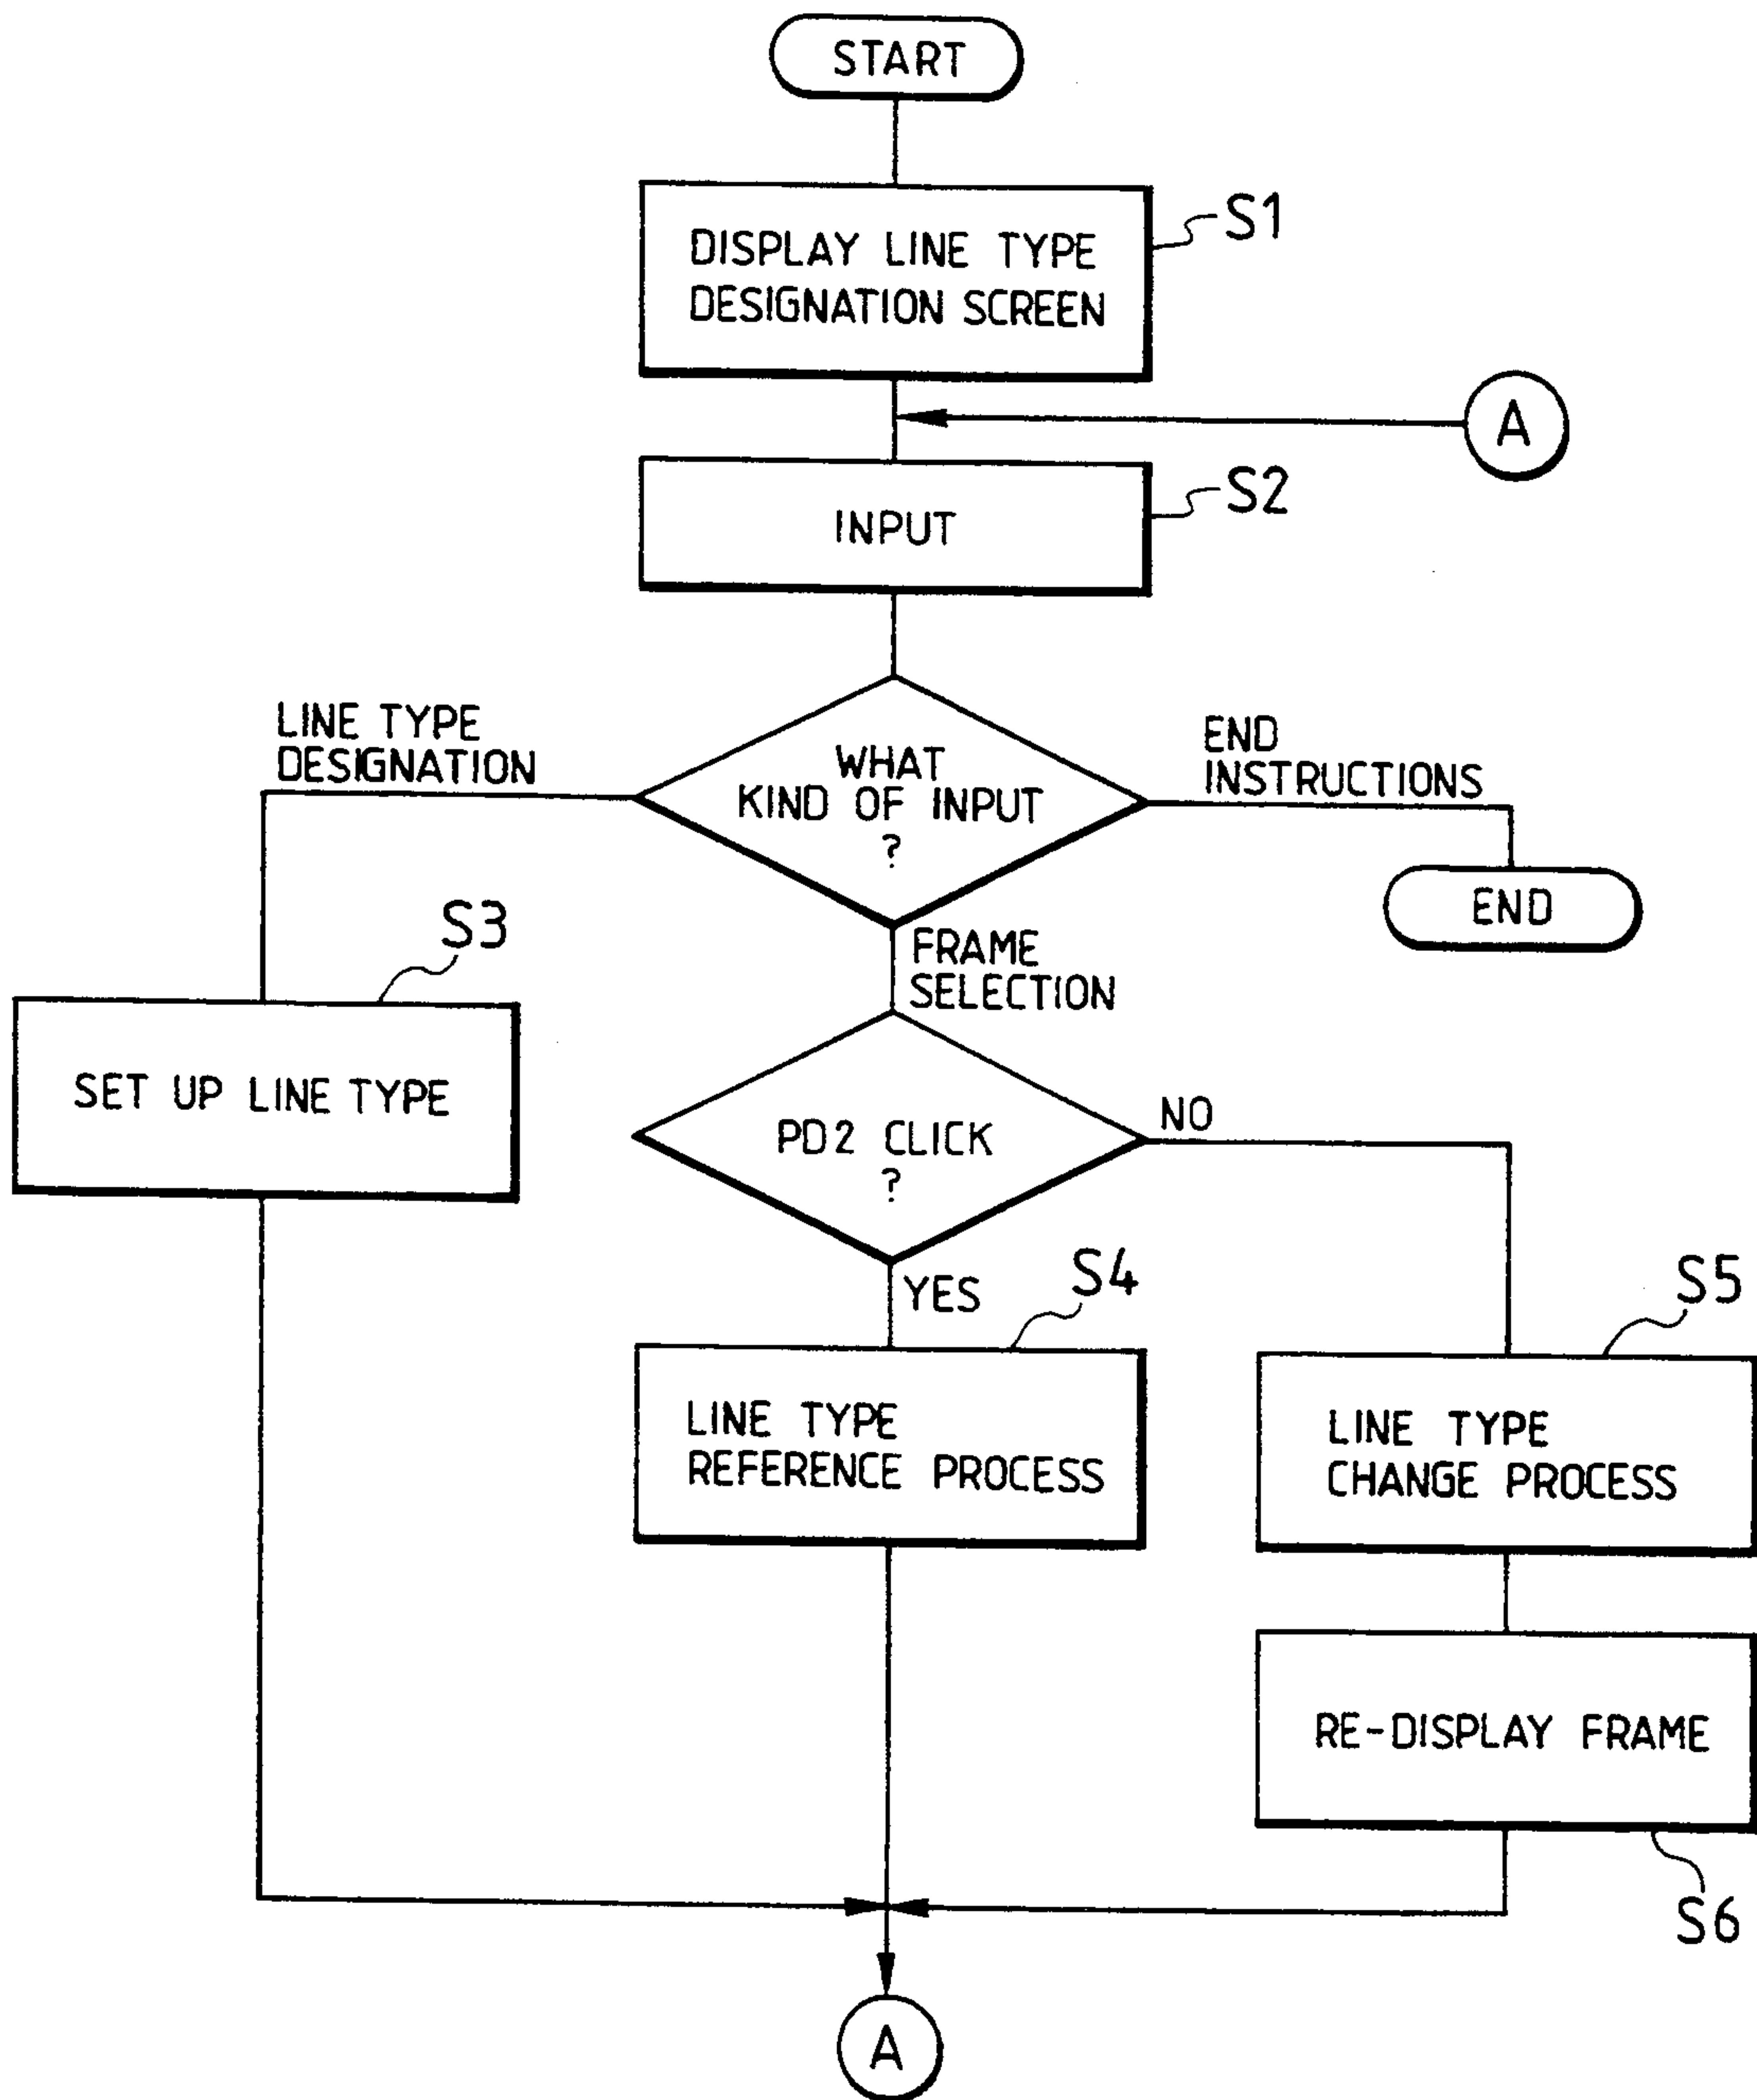 START
DISPLAY LINE TYPE
DESIGNATION SCREEN
S1
A
INPUT
S2
LINE TYPE
DESIGNATION
WHAT
KIND OF INPUT
?
END
INSTRUCTIONS
END
FRAME
SELECTION
S3
SET UP LINE TYPE
PD2 CLICK
?
NO
YES
S4
LINE TYPE
REFERENCE PROCESS
S5
LINE TYPE
CHANGE PROCESS
RE-DISPLAY FRAME
S6
A